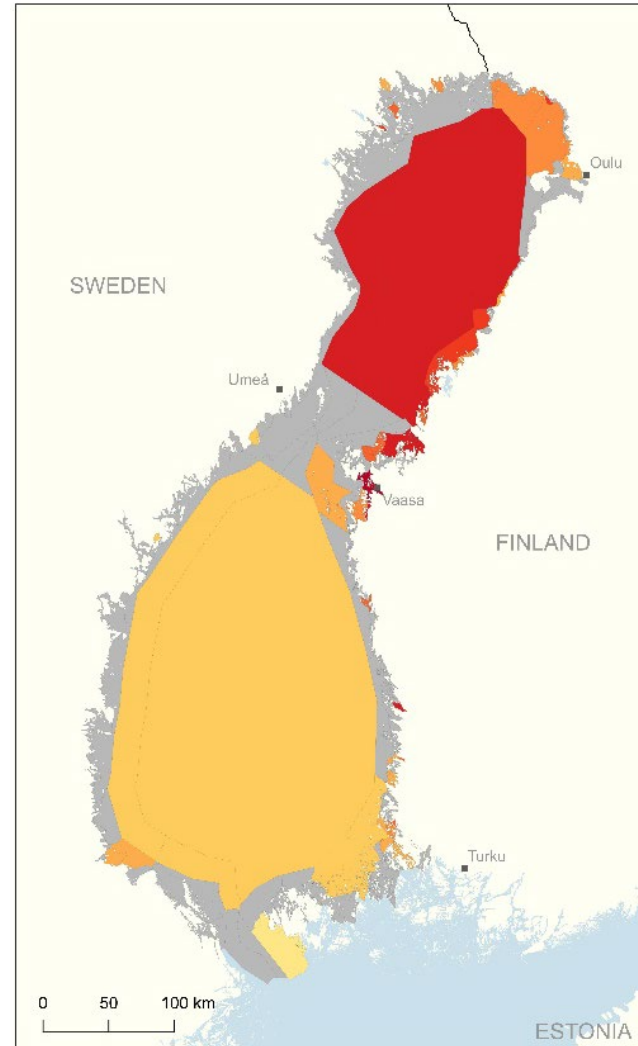 Oulu
SWEDEN
Umeå
Vaasa
FINLAND
Turku
0 50 100 km
ESTONIA